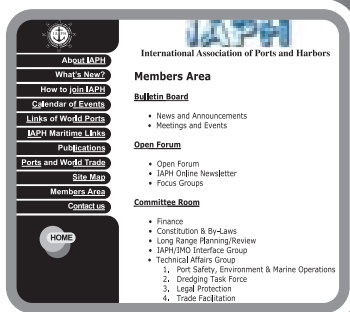 IAPH
International Association of Ports and Harbors
About IAPH
What's New?
How to join IAPH
Calendar of Events
Links of World Ports
IAPH Maritime Links
Publications
Ports and World Trade
Site Map
Members Area
Contact us
HOME
Members Area
Bulletin Board
• News and Announcements
• Meetings and Events
Open Forum
• Open Forum
• IAPH Online Newsletter
• Focus Groups
Committee Room
• Finance
• Constitution & By-Laws
• Long Range Planning/Review
• IAPH/IMO Interface Group
• Technical Affairs Group
1. Port Safety, Environment & Marine Operations
2. Dredging Task Force
3. Legal Protection
4. Trade Facilitation